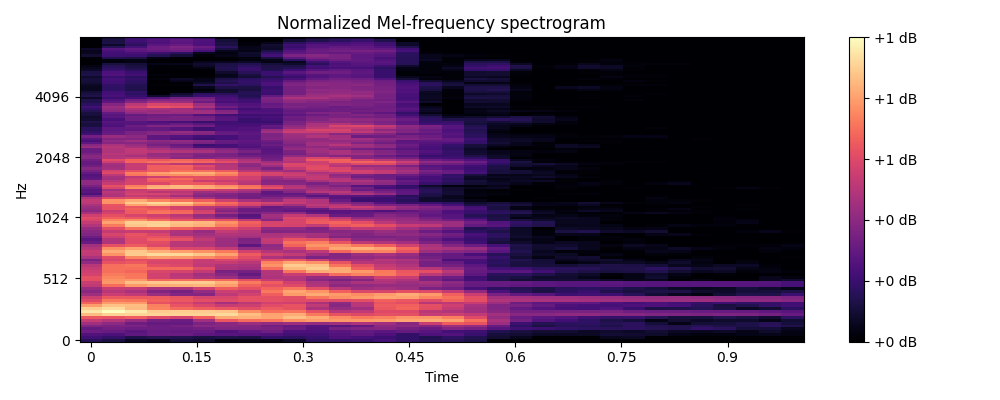 Normalized Mel-frequency spectrogram
Hz
4096
2048
1024
512
0
0 0.15 0.3 0.45 0.6 0.75 0.9
Time
+1 dB
+1 dB
+1 dB
+0 dB
+0 dB
+0 dB